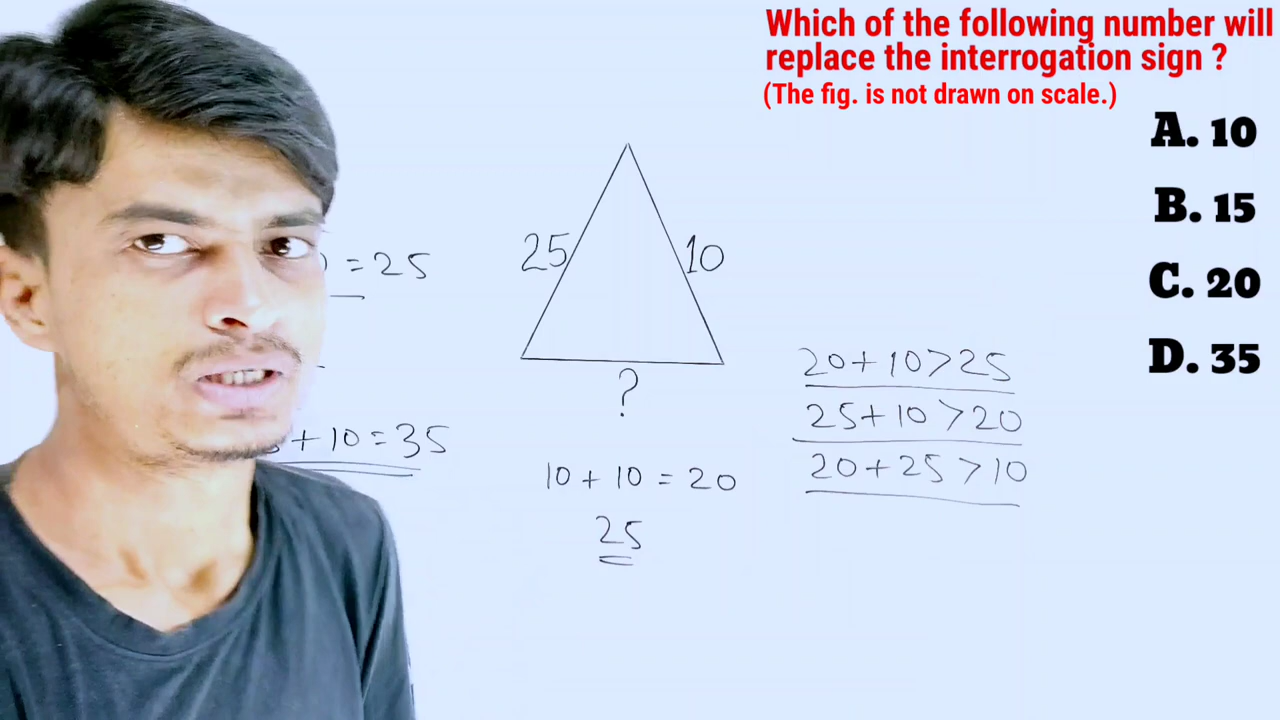 Which of the following number will
replace the interrogation sign ?
(The fig. is not drawn on scale.)
A. 10
B. 15
C. 20
D. 35
25
10
?
= 25
+ 10 = 35
10 + 10 = 20
25
20 + 10 > 25
25 + 10 > 20
20 + 25 > 10